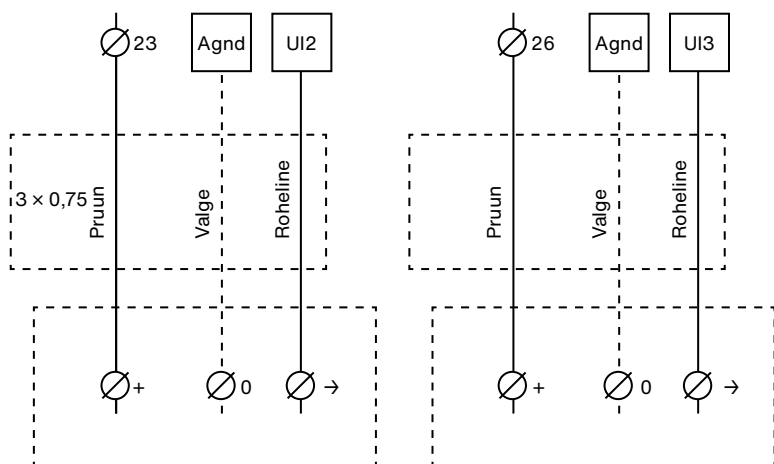 23 Agnd UI2 26 Agnd UI3
3 × 0,75 Pruun Valge Roheline Pruun Valge Roheline
+ 0 → + 0 →